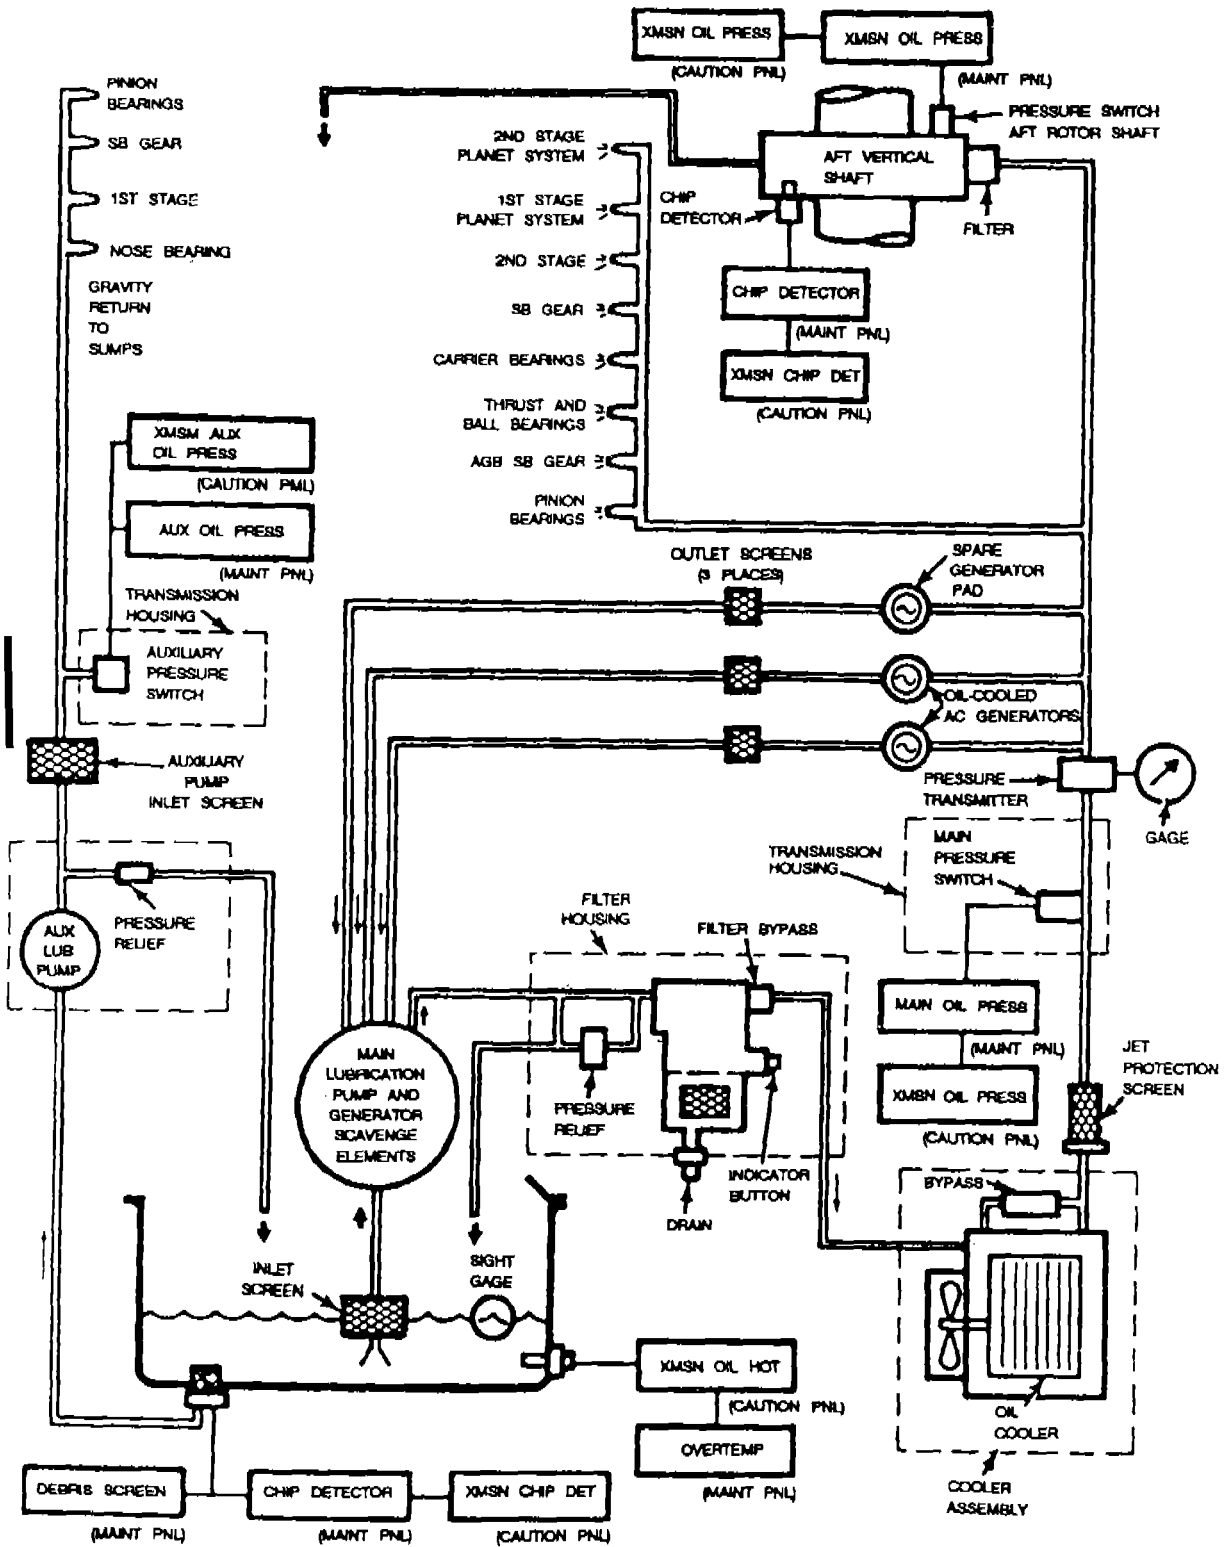 XMSN OIL PRESS
(CAUTION PNL)
XMSN OIL PRESS
(MAINT PNL)
PRESSURE SWITCH
AFT ROTOR SHAFT
AFT VERTICAL
SHAFT
FILTER
CHIP
DETECTOR
CHIP DETECTOR
(MAINT PNL)
XMSN CHIP DET
(CAUTION PNL)
PINION
BEARINGS
SB GEAR
1ST STAGE
NOSE BEARING
GRAVITY
RETURN
TO
SUMPS
2ND STAGE
PLANET SYSTEM
1ST STAGE
PLANET SYSTEM
2ND STAGE
SB GEAR
CARRIER BEARINGS
THRUST AND
BALL BEARINGS
AGB SB GEAR
PINION
BEARINGS
XMSM AUX
OIL PRESS
(CAUTION PML)
AUX OIL PRESS
(MAINT PNL)
TRANSMISSION
HOUSING
AUXILIARY
PRESSURE
SWITCH
AUXILIARY
PUMP
INLET SCREEN
PRESSURE
RELIEF
AUX
LUB
PUMP
OUTLET SCREENS
(3 PLACES)
SPARE
GENERATOR
PAD
OIL-COOLED
AC GENERATORS
PRESSURE
TRANSMITTER
GAGE
TRANSMISSION
HOUSING
MAIN
PRESSURE
SWITCH
MAIN OIL PRESS
(MAINT PNL)
XMSN OIL PRESS
(CAUTION PNL)
JET
PROTECTION
SCREEN
FILTER
HOUSING
FILTER BYPASS
PRESSURE
RELIEF
INDICATOR
BUTTON
DRAIN
MAIN
LUBRICATION
PUMP AND
GENERATOR
SCAVENGE
ELEMENTS
INLET
SCREEN
SIGHT
GAGE
BYPASS
OIL
COOLER
COOLER
ASSEMBLY
XMSN OIL HOT
(CAUTION PNL)
OVERTEMP
(MAINT PNL)
DEBRIS SCREEN
(MAINT PNL)
CHIP DETECTOR
(MAINT PNL)
XMSN CHIP DET
(CAUTION PNL)